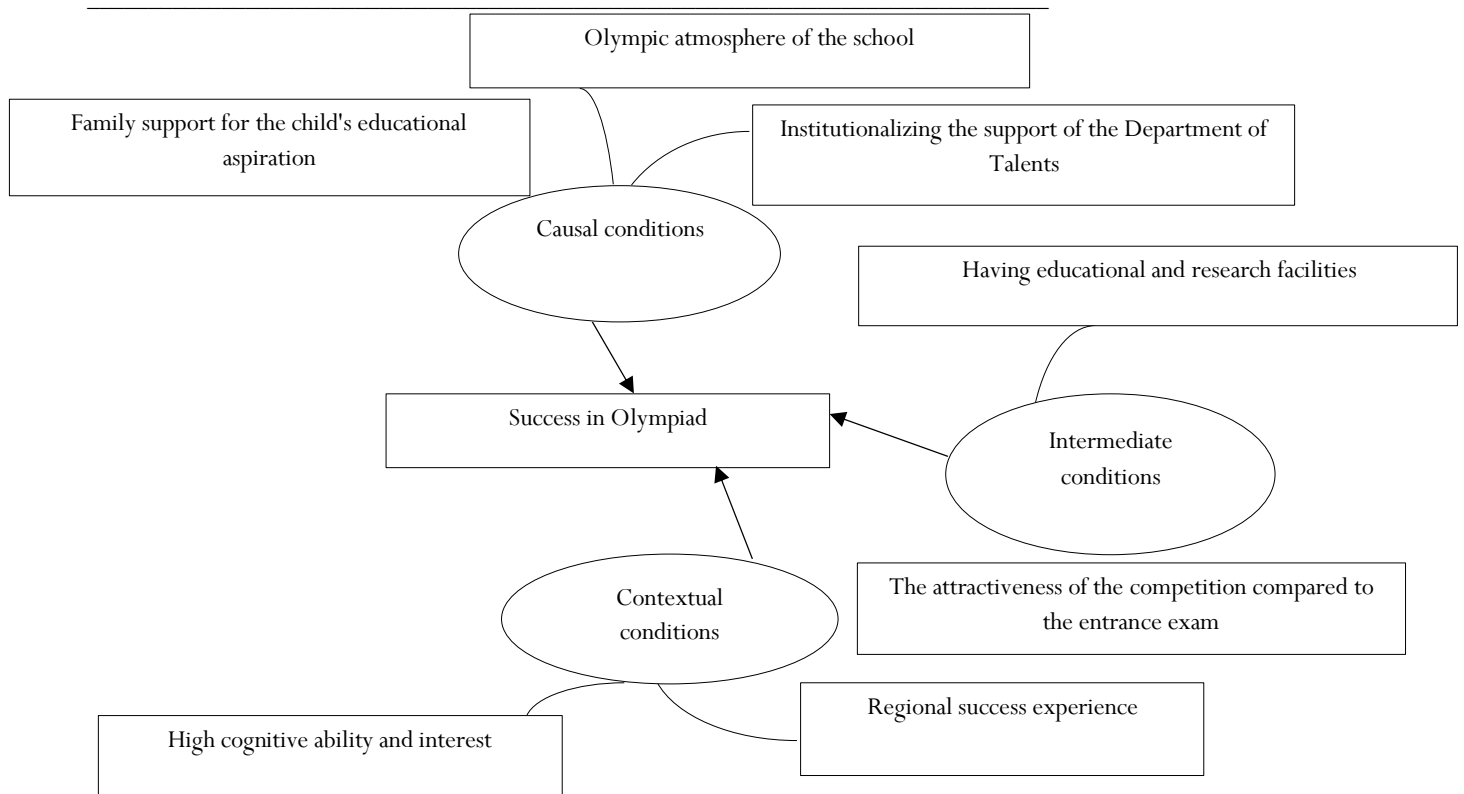 Olympic atmosphere of the school
Family support for the child's educational
aspiration
Institutionalizing the support of the Department of
Talents
Causal conditions
Having educational and research facilities
Success in Olympiad
Intermediate
conditions
The attractiveness of the competition compared to
the entrance exam
Contextual
conditions
Regional success experience
High cognitive ability and interest